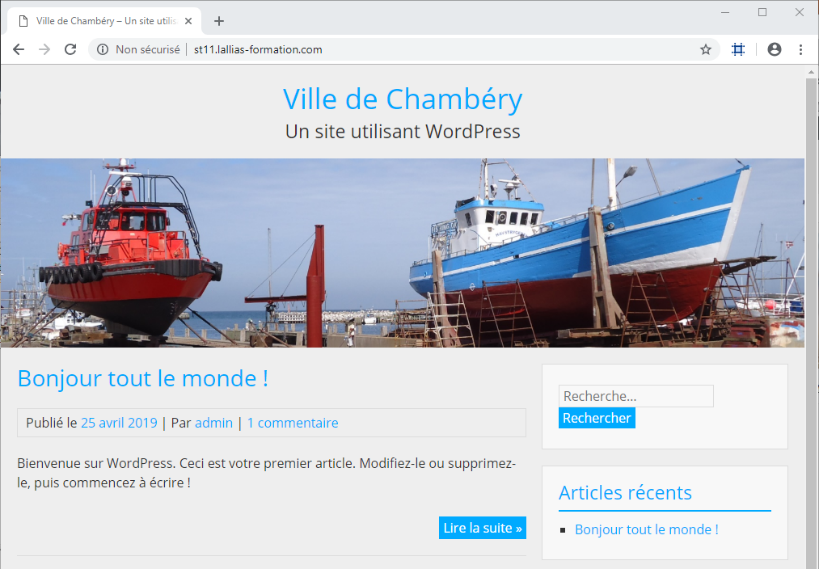 Ville de Chambéry – Un site utilis
Non sécurisé
st11.lallias-formation.com
Ville de Chambéry
Un site utilisant WordPress
Bonjour tout le monde !
Publié le 25 avril 2019 | Par admin | 1 commentaire
Bienvenue sur WordPress. Ceci est votre premier article. Modifiez-le ou supprimez-
le, puis commencez à écrire !
Lire la suite »
Recherche...
Rechercher
Articles récents
Bonjour tout le monde !